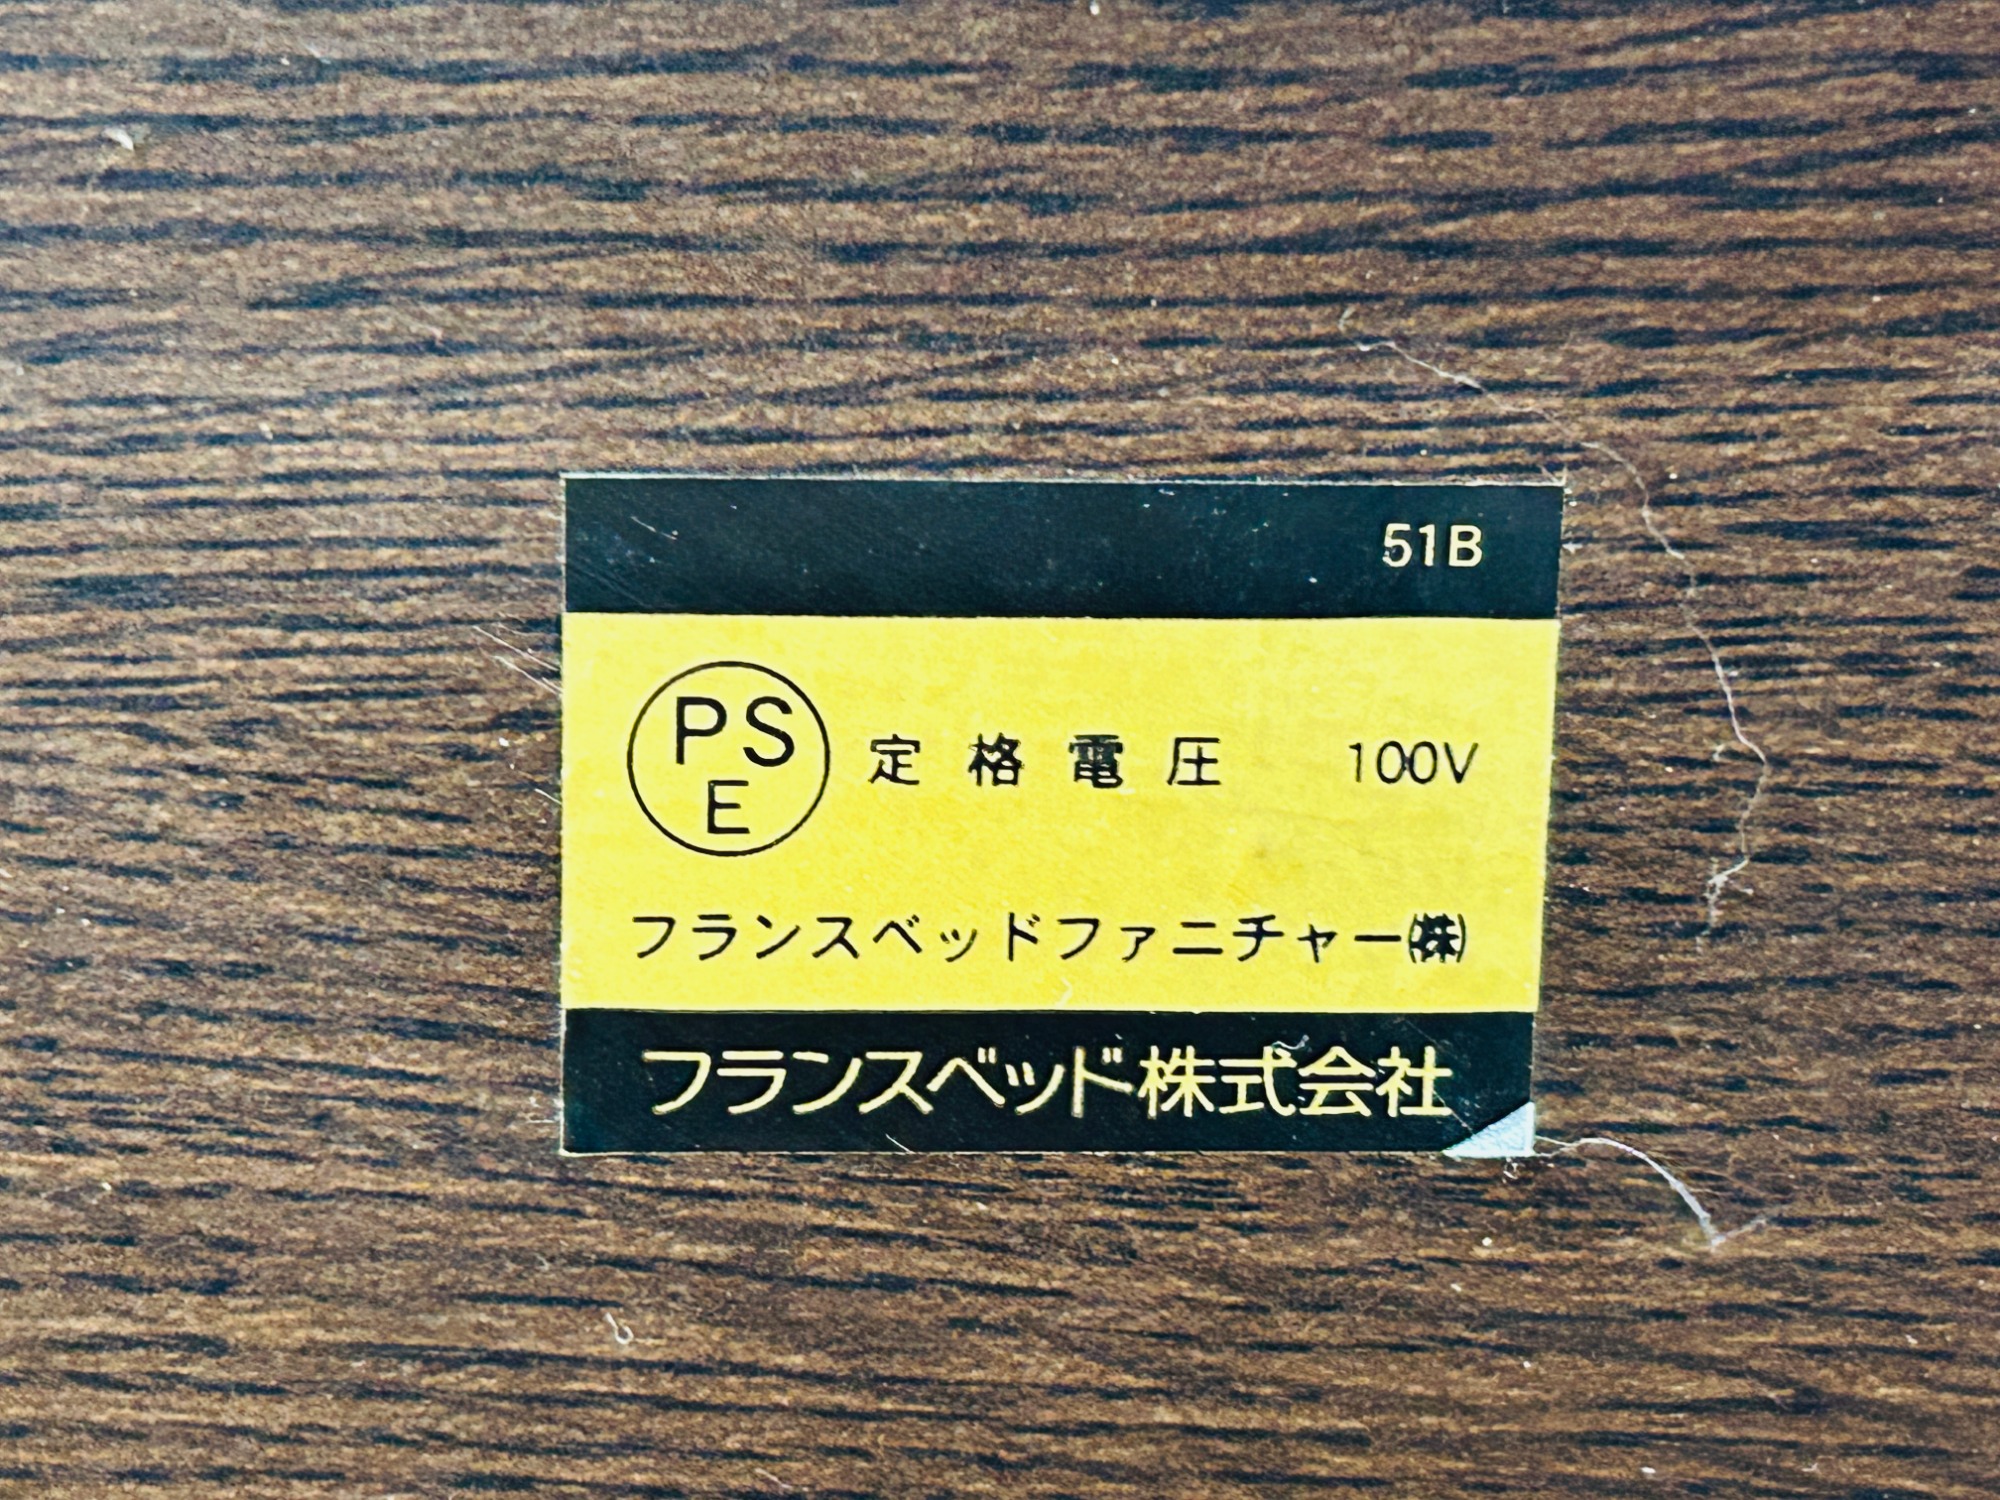 51B
PS
E
定格電圧 100V
フランスベッドファニチャー㈱
フランスベッド株式会社